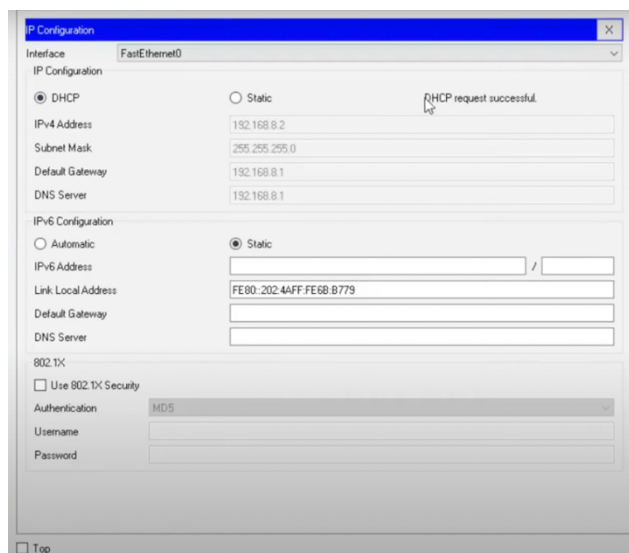 IP Configuration X
Interface FastEthernet0
IP Configuration
DHCP Static DHCP request successful.
IPv4 Address 192.168.8.2
Subnet Mask 255.255.255.0
Default Gateway 192.168.8.1
DNS Server 192.168.8.1
IPv6 Configuration
Automatic Static
IPv6 Address /
Link Local Address FE80::202:4AFF:FE6B:B779
Default Gateway
DNS Server
802.1X
Use 802.1X Security
Authentication MD5
Username
Password
Top